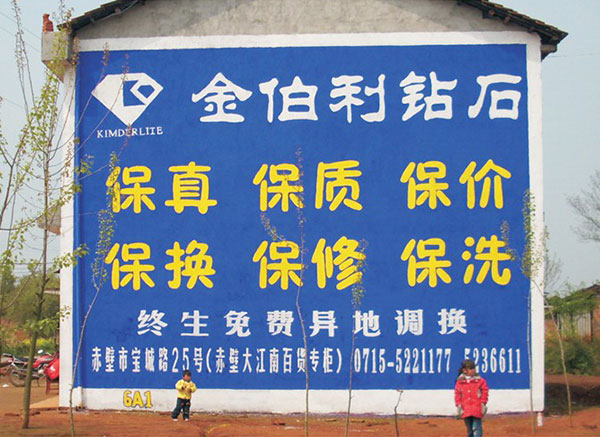 金伯利钻石
KIMDERLITE
保真 保质 保价
保换 保修 保洗
终生免费异地调换
赤壁市宝城路25号(赤壁大江南百货专柜) 0715-5221177 5236611
6A1